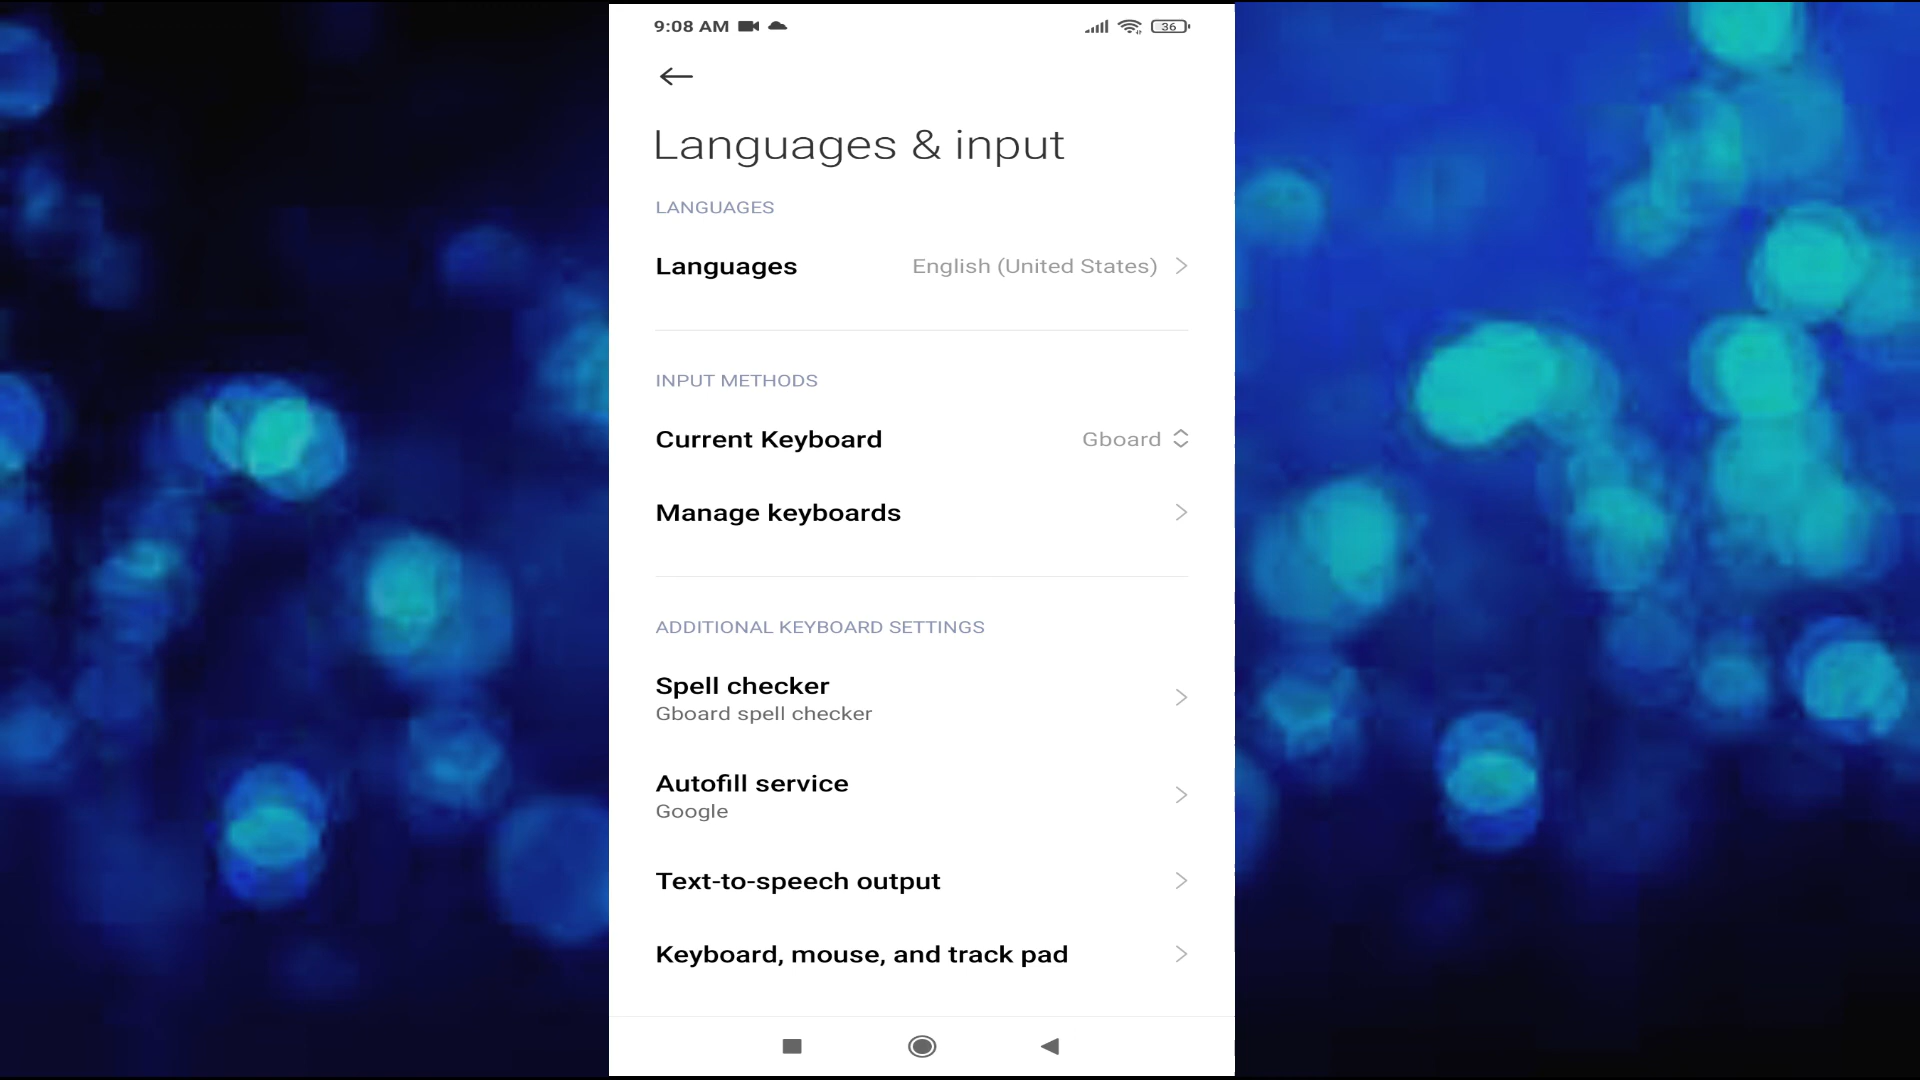 9:08 AM 36
Languages & input
LANGUAGES
Languages English (United States)
INPUT METHODS
Current Keyboard Gboard
Manage keyboards
ADDITIONAL KEYBOARD SETTINGS
Spell checker
Gboard spell checker
Autofill service
Google
Text-to-speech output
Keyboard, mouse, and track pad